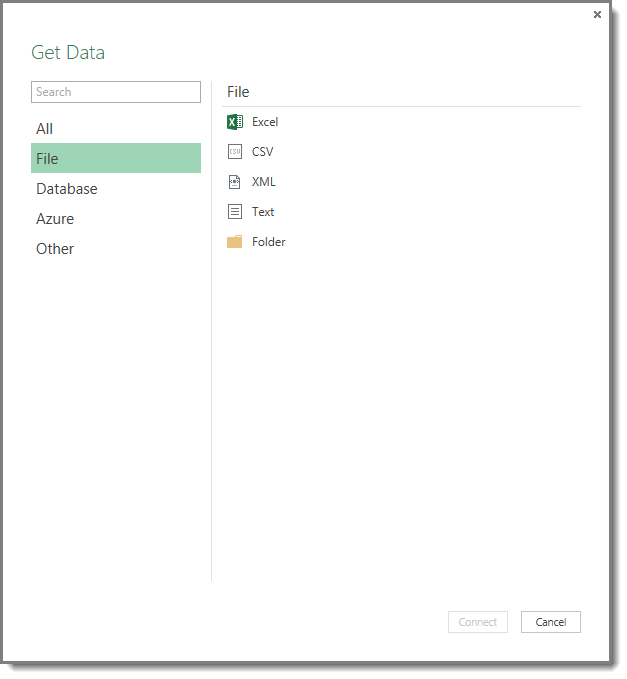 Get Data
Search
All
File
Database
Azure
Other
File
Excel
CSV
XML
Text
Folder
Connect
Cancel